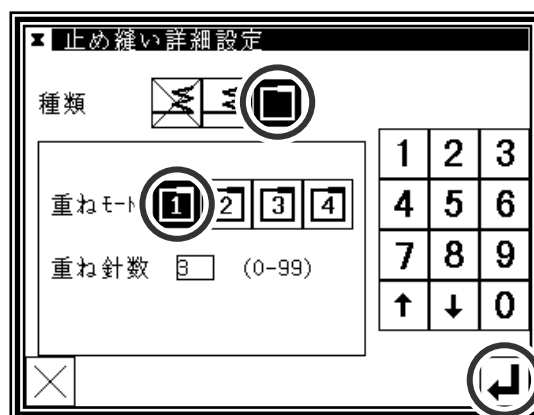 止め縫い詳細設定
種類
重ねモード 1 2 3 4
重ね針数 3 (0-99)
1 2 3
4 5 6
7 8 9
↑ ↓ 0